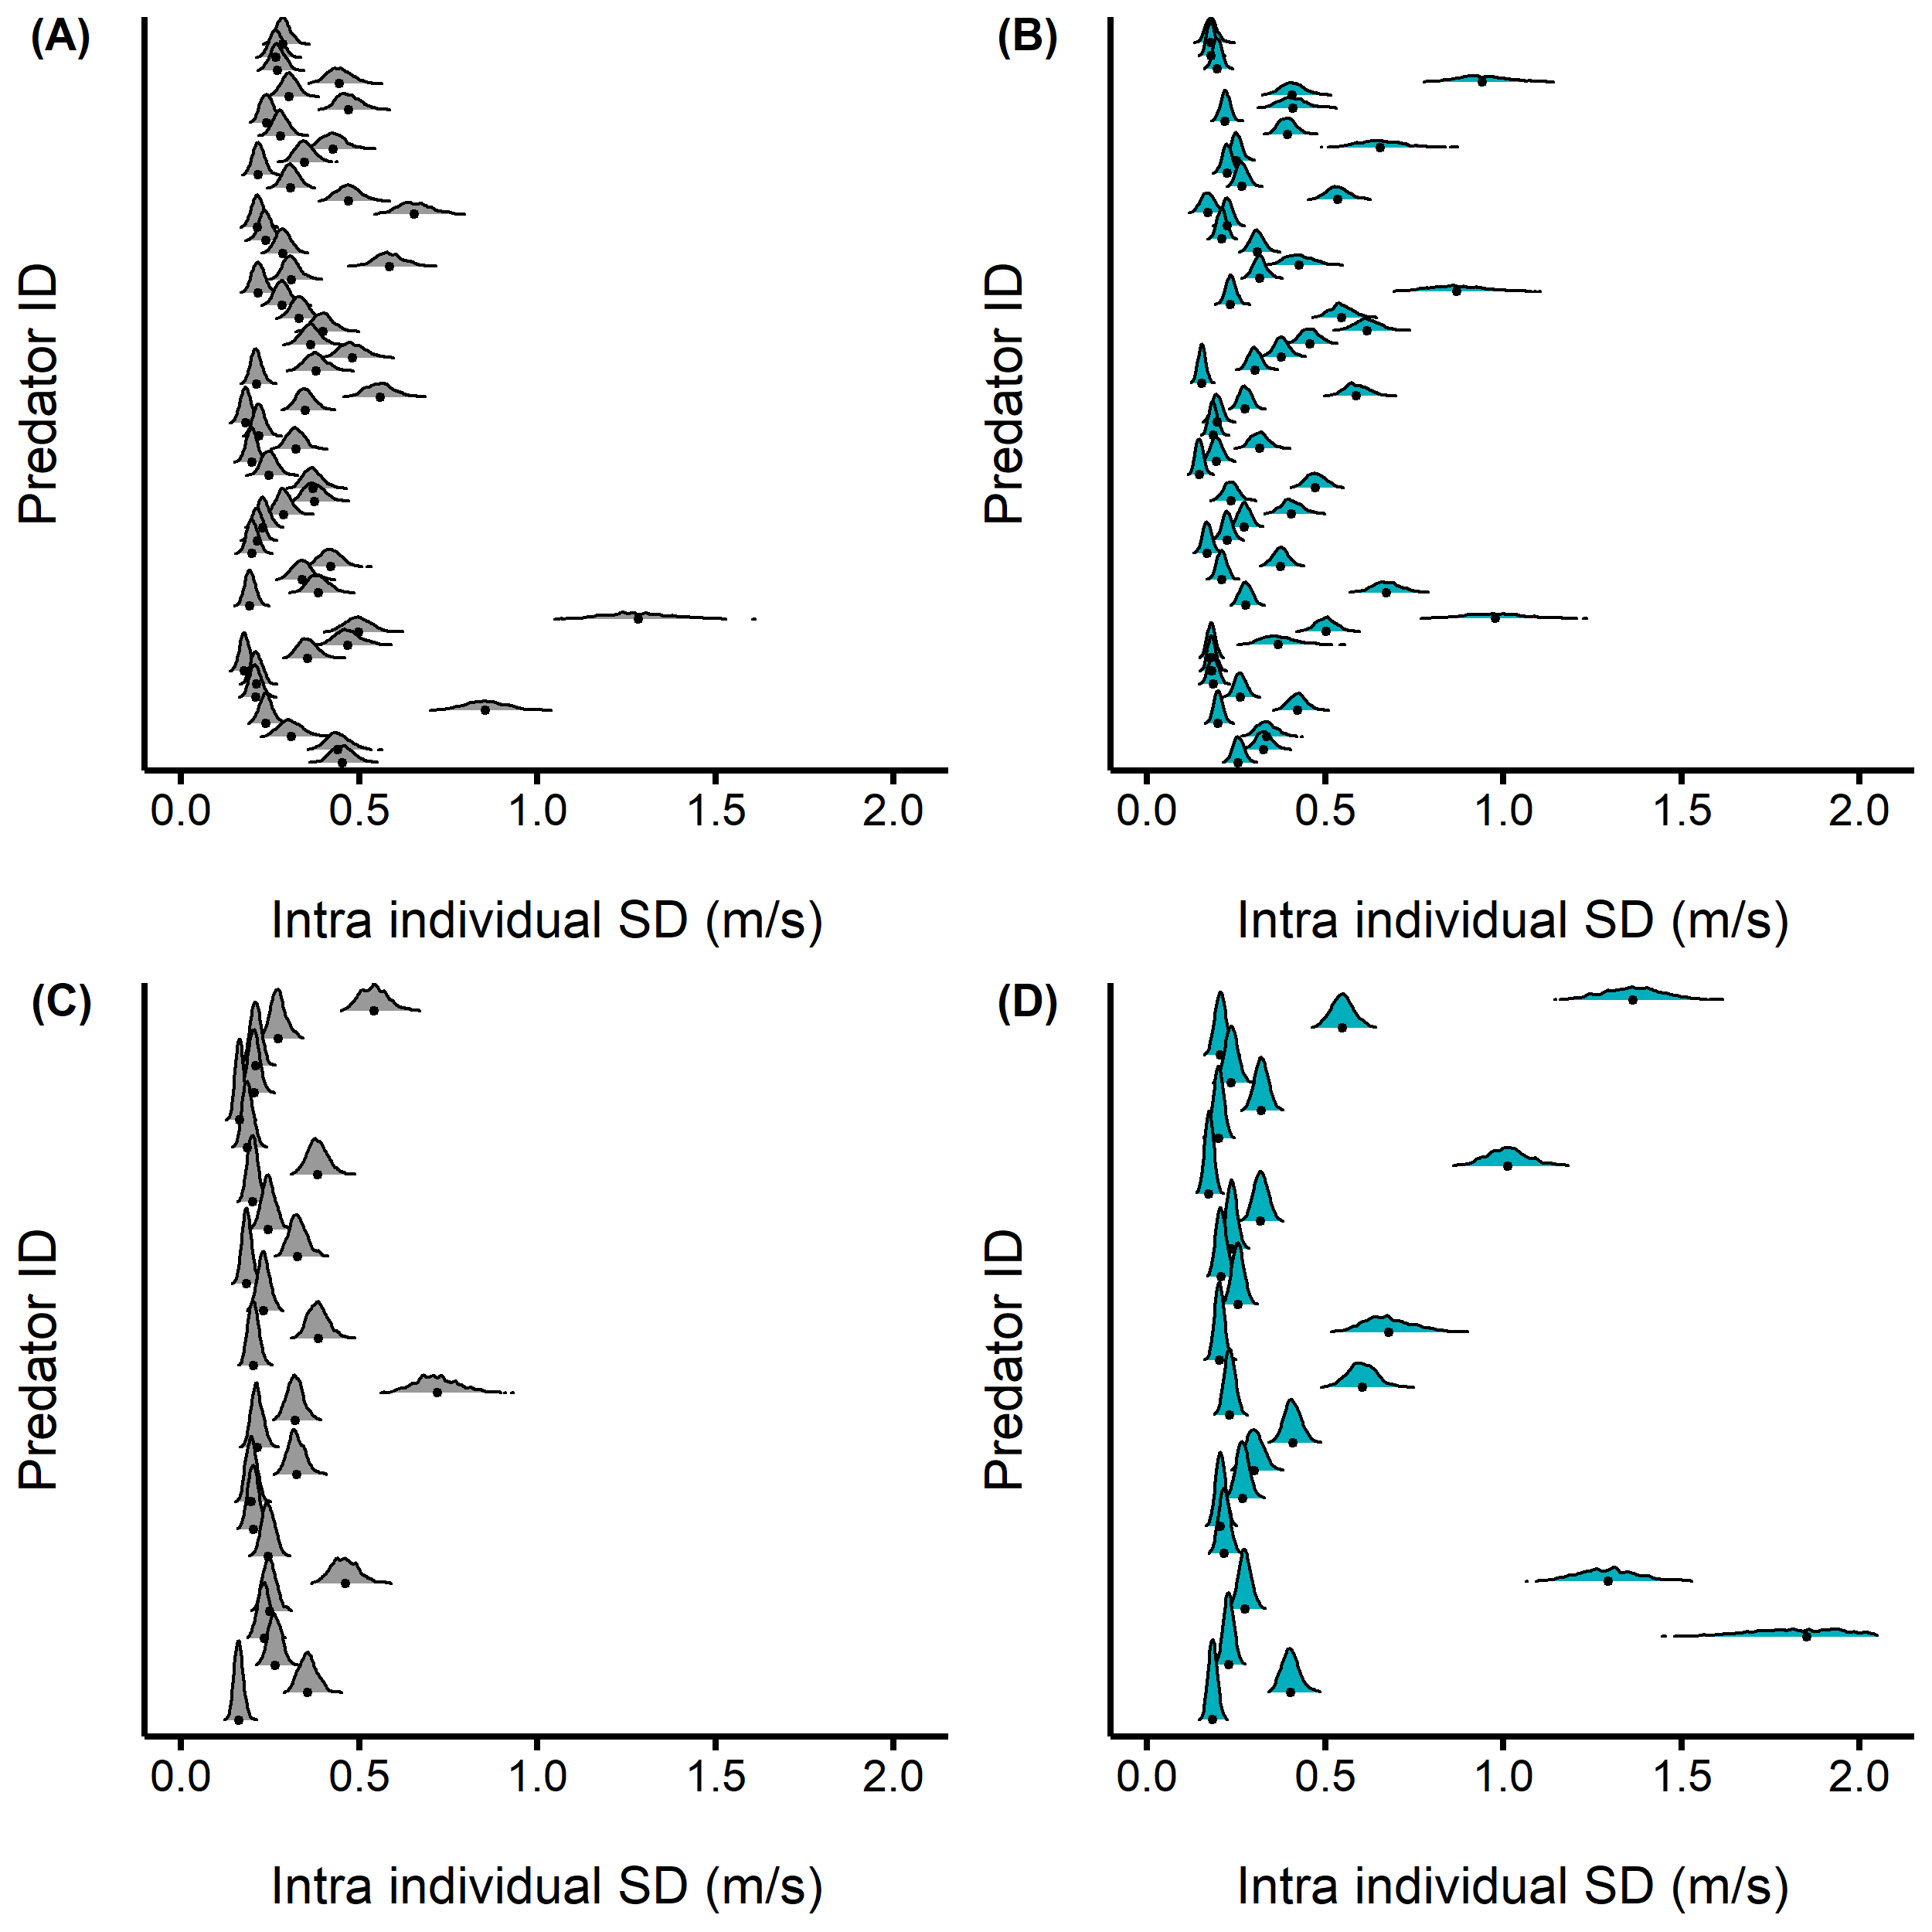 (A)
Predator ID
0.0 0.5 1.0 1.5 2.0
Intra individual SD (m/s)
(B)
Predator ID
0.0 0.5 1.0 1.5 2.0
Intra individual SD (m/s)
(C)
Predator ID
0.0 0.5 1.0 1.5 2.0
Intra individual SD (m/s)
(D)
Predator ID
0.0 0.5 1.0 1.5 2.0
Intra individual SD (m/s)